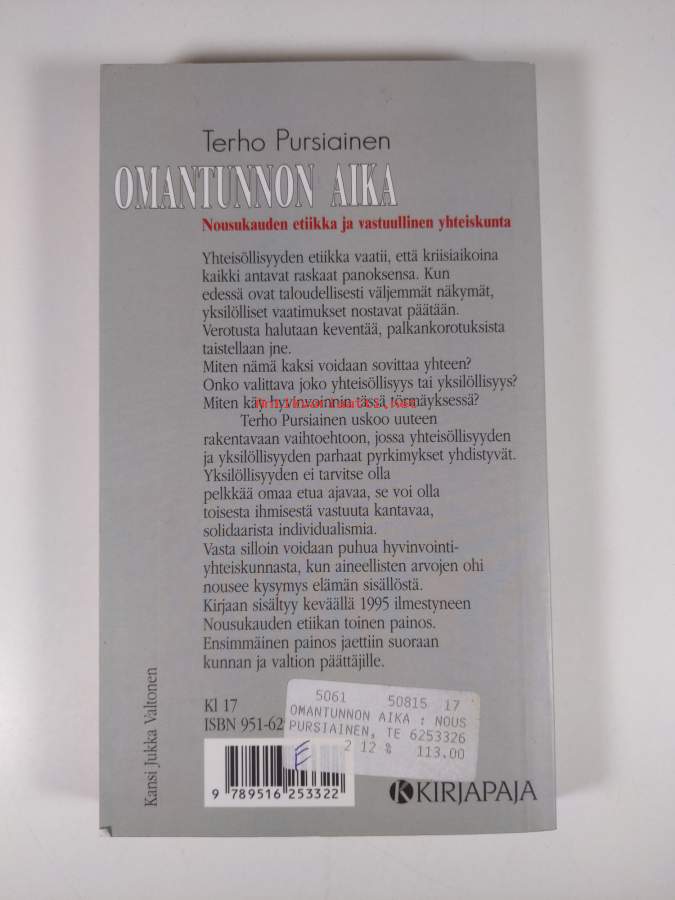 Terho Pursiainen
OMANTUNNON AIKA
Nousukauden etiikka ja vastuullinen yhteiskunta
Yhteisöllisyyden etiikka vaatii, että kriisiaikoina
kaikki antavat raskaat panoksensa. Kun
edessä ovat taloudellisesti väljemmät näkymät,
yksilölliset vaatimukset nostavat päätään.
Verotusta halutaan keventää, palkankorotuksista
taistellaan jne.
Miten nämä kaksi voidaan sovittaa yhteen?
Onko valittava joko yhteisöllisyys tai yksilöllisyys?
Miten käy hyvinvoinnin tässä törmäyksessä?
Terho Pursiainen uskoo uuteen
rakentavaan vaihtoehtoon, jossa yhteisöllisyyden
ja yksilöllisyyden parhaat pyrkimykset yhdistyvät.
Yksilöllisyyden ei tarvitse olla
pelkkää omaa etua ajavaa, se voi olla
toisesta ihmisestä vastuuta kantavaa,
solidaarista individualismia.
Vasta silloin voidaan puhua hyvinvointi-
yhteiskunnasta, kun aineellisten arvojen ohi
nousee kysymys elämän sisällöstä.
Kirjaan sisältyy keväällä 1995 ilmestyneen
Nousukauden etiikan toinen painos.
Ensimmäinen painos jaettiin suoraan
kunnan ja valtion päättäjille.
Kansi Jukka Valtonen
Kl 17
ISBN 951-62
5061 50815 17
OMANTUNNON AIKA : NOUS
PURSIAINEN, TE 6253326
2 12 % 113.00
E
9 789516 253322
KIRJAPAJA